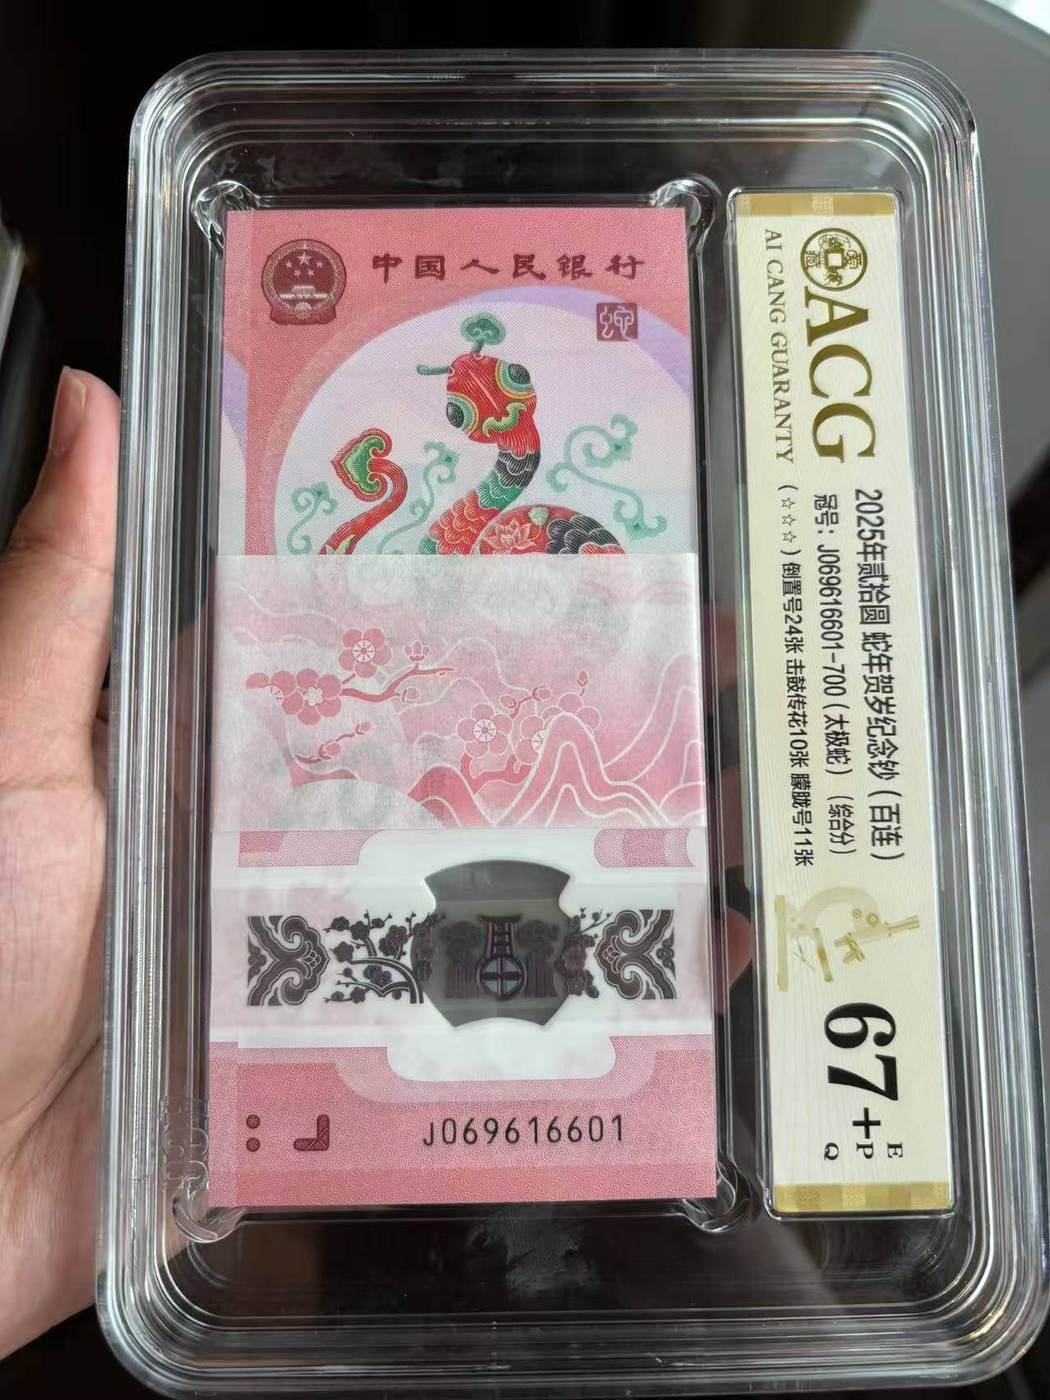 中国人民银行
J069616601
ACG
AI CANG GUARANTY
2025年贰拾圆 蛇年贺岁纪念钞（百连）
冠号：J069616601-700（太极蛇）（综合分）
（☆☆☆）倒置号24张 击鼓传花10张 朦胧号11张
67+
E
P
Q